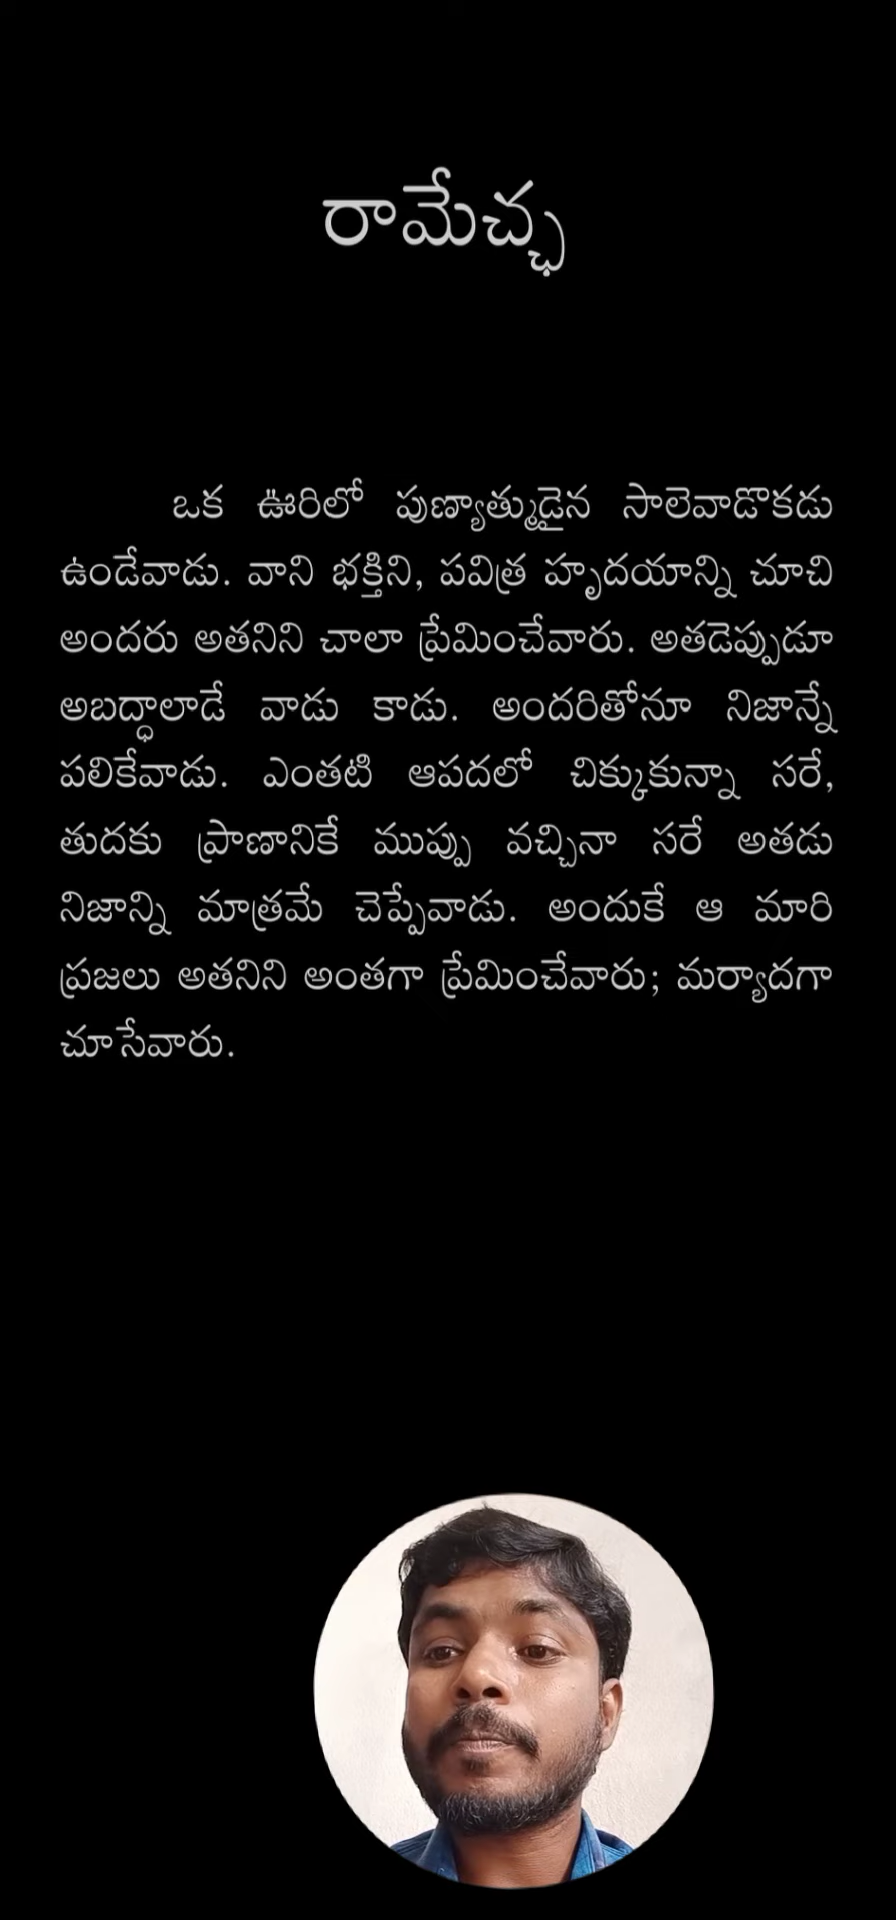 రామేచ్ఛ
ఒక ఊరిలో పుణ్యాత్ముడైన సాలెవాడొకడు
ఉండేవాడు. వాని భక్తిని, పవిత్ర హృదయాన్ని చూచి
అందరు అతనిని చాలా ప్రేమించేవారు. అతడెప్పుడూ
అబద్ధాలాడే వాడు కాడు. అందరితోనూ నిజాన్నే
పలికేవాడు. ఎంతటి ఆపదలో చిక్కుకున్నా సరే,
తుదకు ప్రాణానికే ముప్పు వచ్చినా సరే అతడు
నిజాన్ని మాత్రమే చెప్పేవాడు. అందుకే ఆ మారి
ప్రజలు అతనిని అంతగా ప్రేమించేవారు; మర్యాదగా
చూసేవారు.